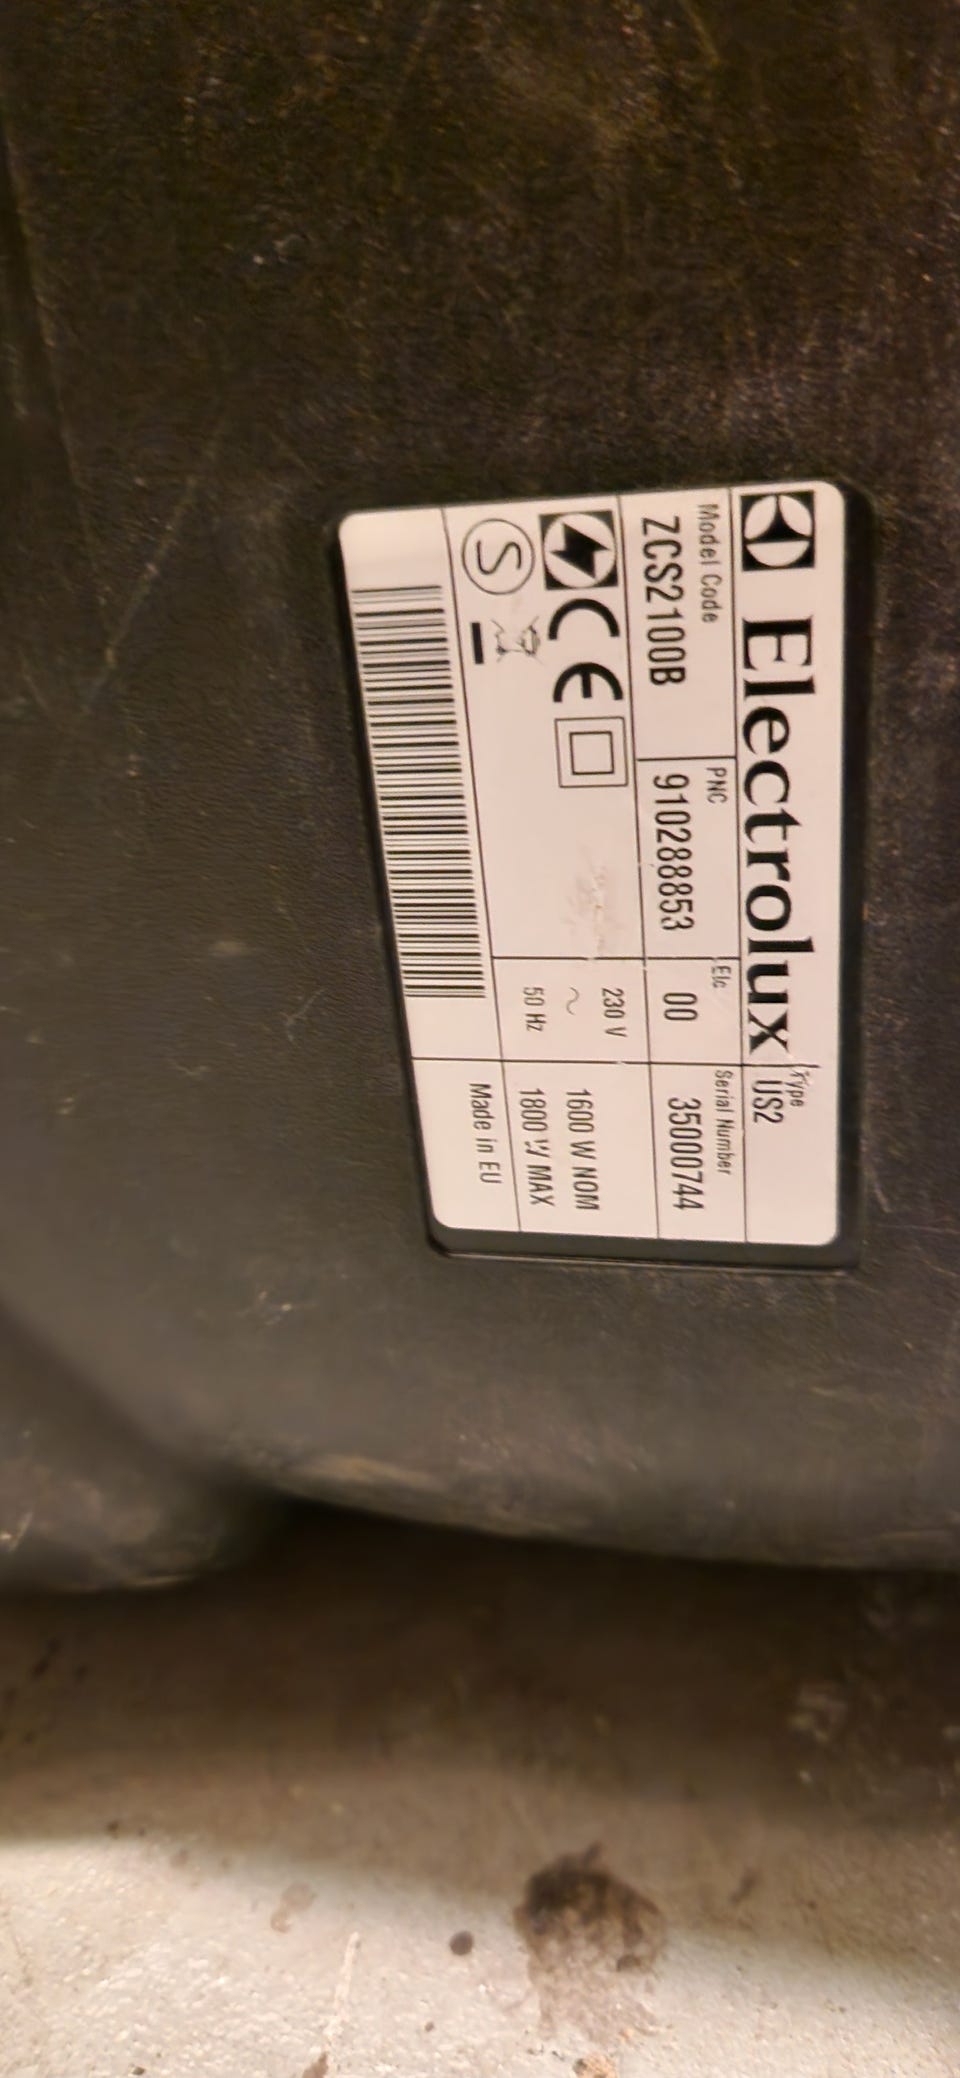 Electrolux
Type US2
Model Code PNC Elc Serial Number
ZCS2100B 910288853 00 35000744
CE
230 V
~ 1600 W NOM
50 Hz 1800 W MAX
S
Made in EU